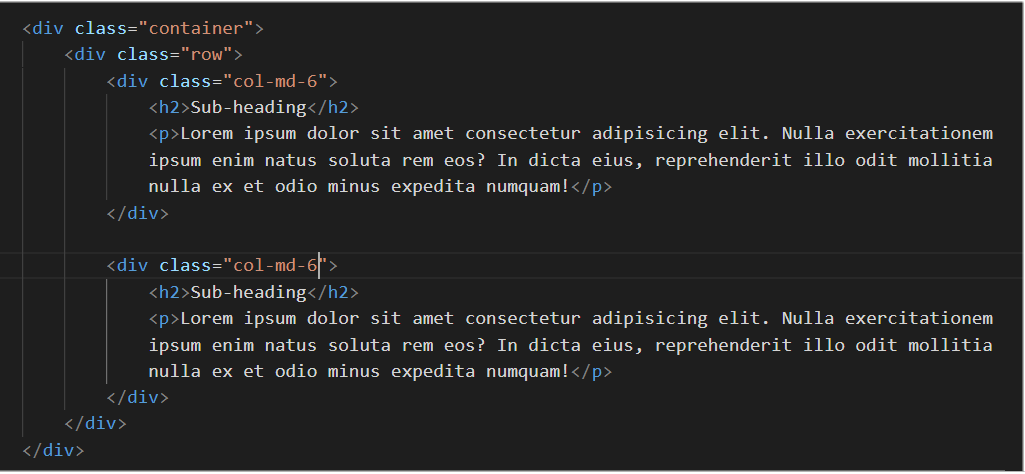 <div class="container">
<div class="row">
<div class="col-md-6">
<h2>Sub-heading</h2>
<p>Lorem ipsum dolor sit amet consectetur adipisicing elit. Nulla exercitationem
ipsum enim natus soluta rem eos? In dicta eius, reprehenderit illo odit mollitia
nulla ex et odio minus expedita numquam!</p>
</div>
<div class="col-md-6">
<h2>Sub-heading</h2>
<p>Lorem ipsum dolor sit amet consectetur adipisicing elit. Nulla exercitationem
ipsum enim natus soluta rem eos? In dicta eius, reprehenderit illo odit mollitia
nulla ex et odio minus expedita numquam!</p>
</div>
</div>
</div>